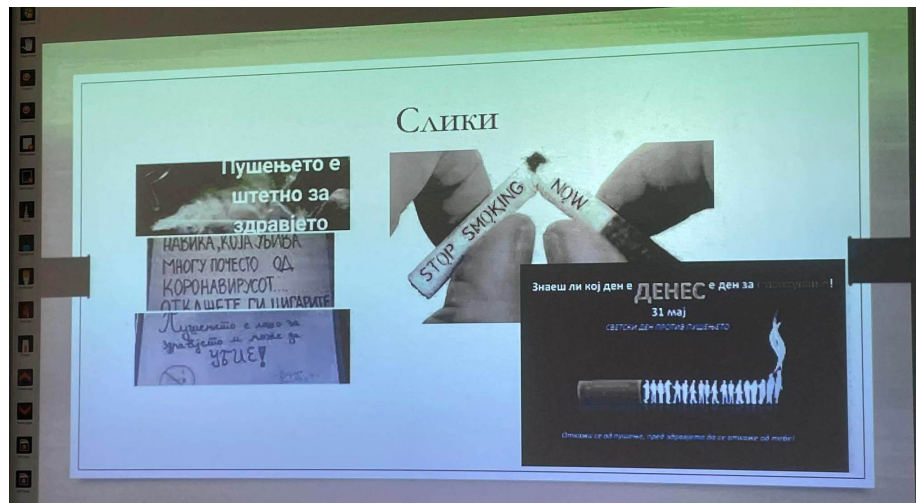 Слики
Пушењето е
штетно за
здравјето
НАВИКА, КОЈА УБИВА
МНОГУ ПОЧЕСТО ОД
КОРОНАВИРУСОТ...
ОТКАЖЕТЕ ГИ ЦИГАРИТЕ
Пушењето е лошо за
здравјето и може да
УБИЕ!
STOP SMOKING
NOW
Знаеш ли кој ден е ДЕНЕС е ден за !
31 мај
СВЕТСКИ ДЕН ПРОТИВ ПУШЕЊЕТО
Откажи се од пушење, пред здравјето да се откаже од тебе!